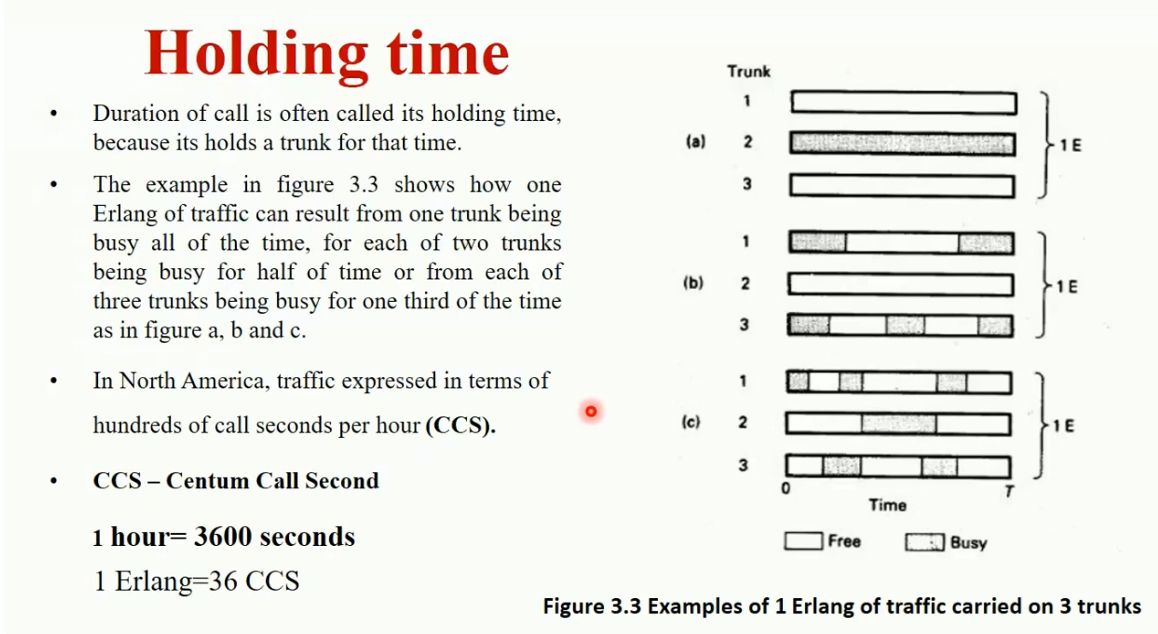 Holding time
• Duration of call is often called its holding time,
because its holds a trunk for that time.
• The example in figure 3.3 shows how one
Erlang of traffic can result from one trunk being
busy all of the time, for each of two trunks
being busy for half of time or from each of
three trunks being busy for one third of the time
as in figure a, b and c.
• In North America, traffic expressed in terms of
hundreds of call seconds per hour (CCS).
• CCS – Centum Call Second
1 hour= 3600 seconds
1 Erlang=36 CCS
Trunk
1
(a) 2 1 E
3
1
(b) 2 1 E
3
1
(c) 2 1 E
3
0 T
Time
Free Busy
Figure 3.3 Examples of 1 Erlang of traffic carried on 3 trunks